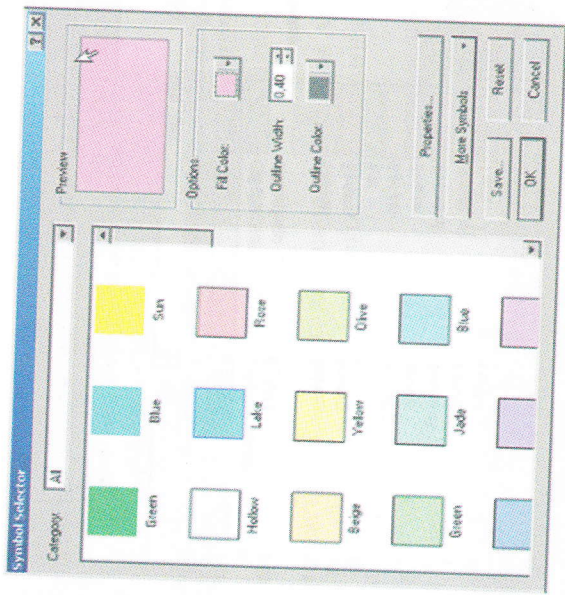 Symbol Selector
? X
Category: All
Green Blue Sun
Hollow Lake Rose
Beige Yellow Olive
Green Jade Blue
Preview
Options
Fill Color:
Outline Width: 0,40
Outline Color:
Properties...
More Symbols
Save... Reset
OK Cancel